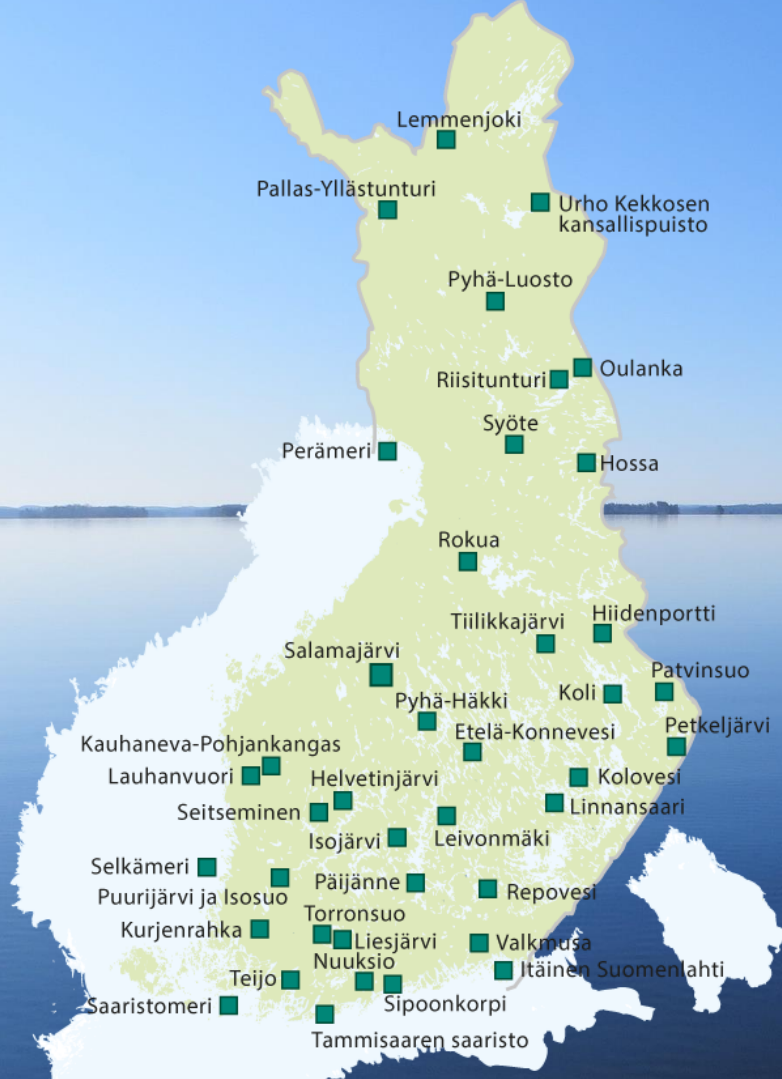 Lemmenjoki
Pallas-Yllästunturi
Urho Kekkosen
kansallispuisto
Pyhä-Luosto
Oulanka
Riisitunturi
Syöte
Perämeri
Hossa
Rokua
Hiidenportti
Tiilikkajärvi
Salamajärvi
Patvinsuo
Koli
Pyhä-Häkki
Petkeljärvi
Etelä-Konnevesi
Kauhaneva-Pohjankangas
Lauhanvuori
Helvetinjärvi
Kolovesi
Linnansaari
Seitseminen
Isojärvi
Leivonmäki
Selkämeri
Päijänne
Repovesi
Puurijärvi ja Isosuo
Torronsuo
Kurjenrahka
Liesjärvi
Valkmusa
Nuuksio
Itäinen Suomenlahti
Teijo
Saaristomeri
Sipoonkorpi
Tammisaaren saaristo